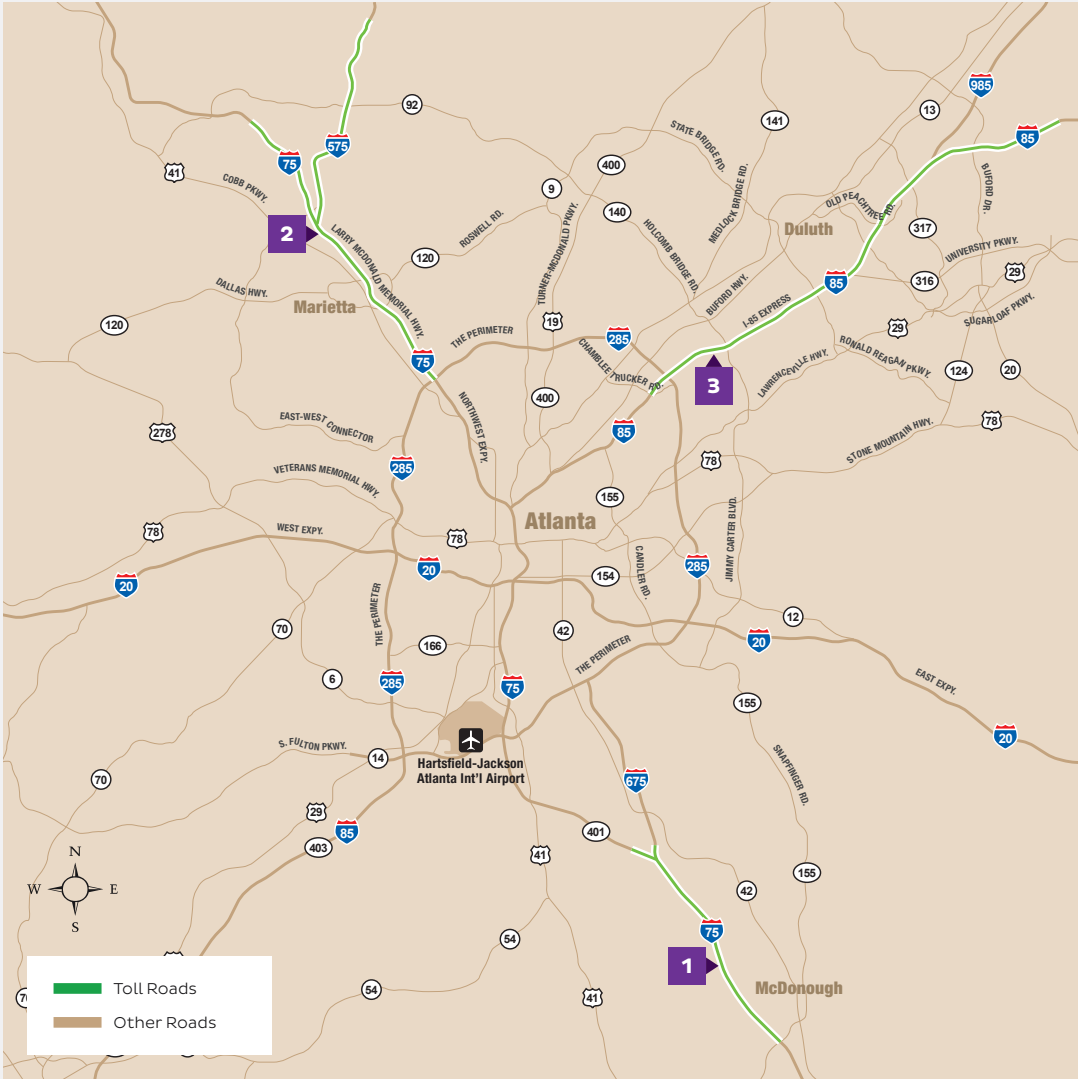 985
13
92
141
85
STATE BRIDGE RD.
575
75
400
41
COBB PKWY.
9
MEDLOCK BRIDGE RD.
BUFORD DR.
OLD PEACHTREE RD.
140
HOLCOMB BRIDGE RD.
Duluth
317
2
LARRY MCDONALD MEMORIAL HWY.
ROSWELL RD.
TURNER-MCDONALD PKWY.
UNIVERSITY PKWY.
120
29
316
85
DALLAS HWY.
Marietta
BUFORD HWY.
I-85 EXPRESS
SUGARLOAF PKWY.
120
19
THE PERIMETER
285
29
75
CHAMBLEE TRUCKER RD.
RONALD REAGAN PKWY.
LAWRENCEVILLE HWY.
124
20
3
400
NORTHWEST EXPY.
EAST-WEST
CONNECTOR
278
85
78
STONE MOUNTAIN HWY.
285
78
VETERANS MEMORIAL HWY.
155
Atlanta
78
WEST EXPY.
78
JIMMY CARTER BLVD.
20
20
154
CANDLER RD.
285
THE PERIMETER
70
166
42
12
20
THE PERIMETER
6
285
75
EAST EXPY.
155
20
S. FULTON PKWY.
14
Hartsfield-Jackson
Atlanta Int'l Airport
SNAPFINGER RD.
70
675
29
85
403
401
41
N
W
E
S
155
42
75
54
1
McDonough
54
41
Toll Roads
Other Roads